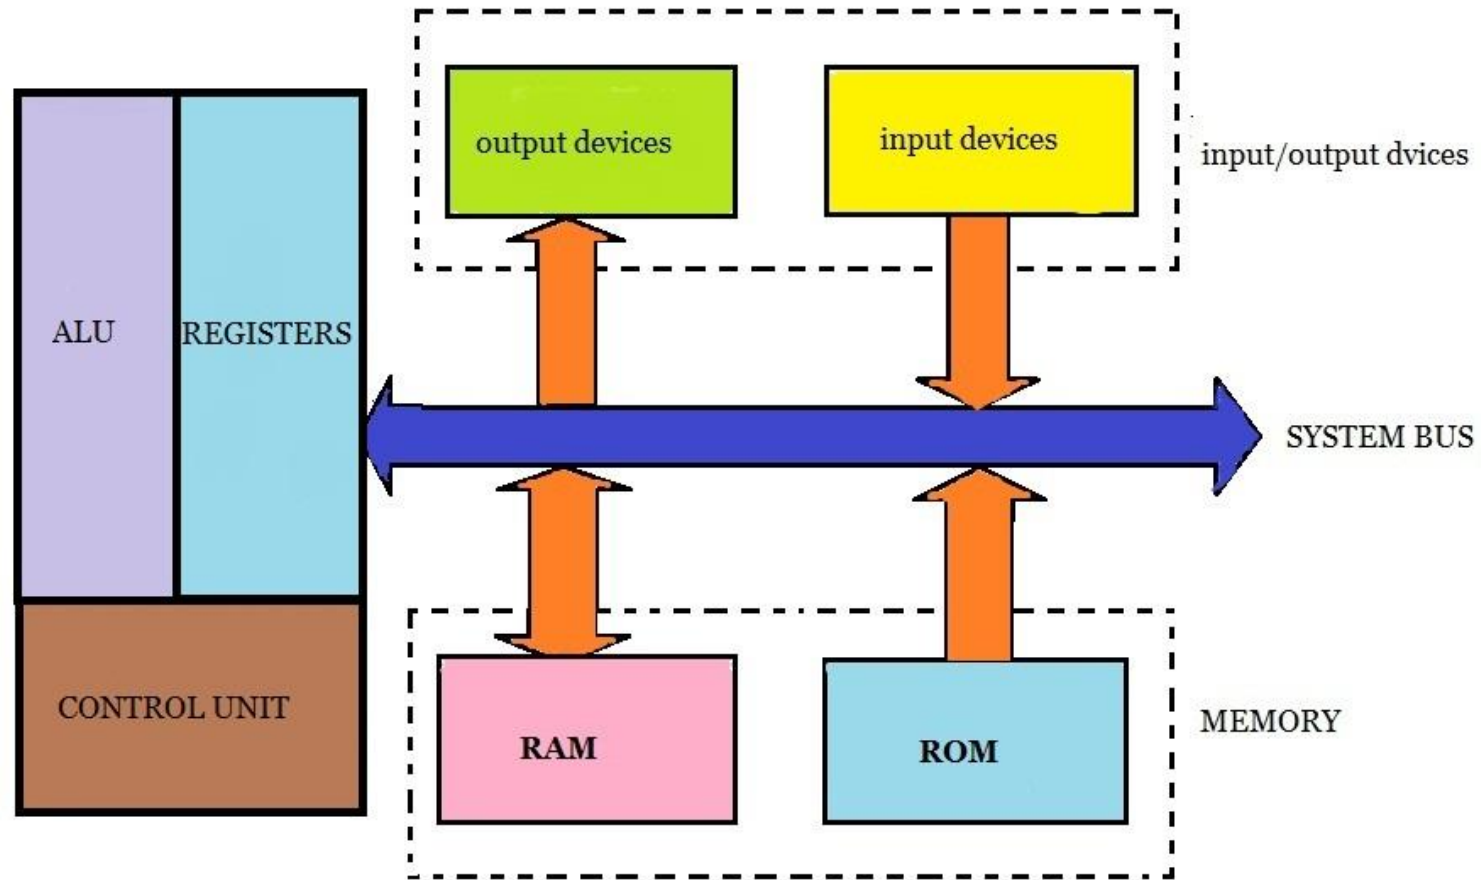 output devices
input devices
input/output dvices
ALU
REGISTERS
SYSTEM BUS
CONTROL UNIT
RAM
ROM
MEMORY